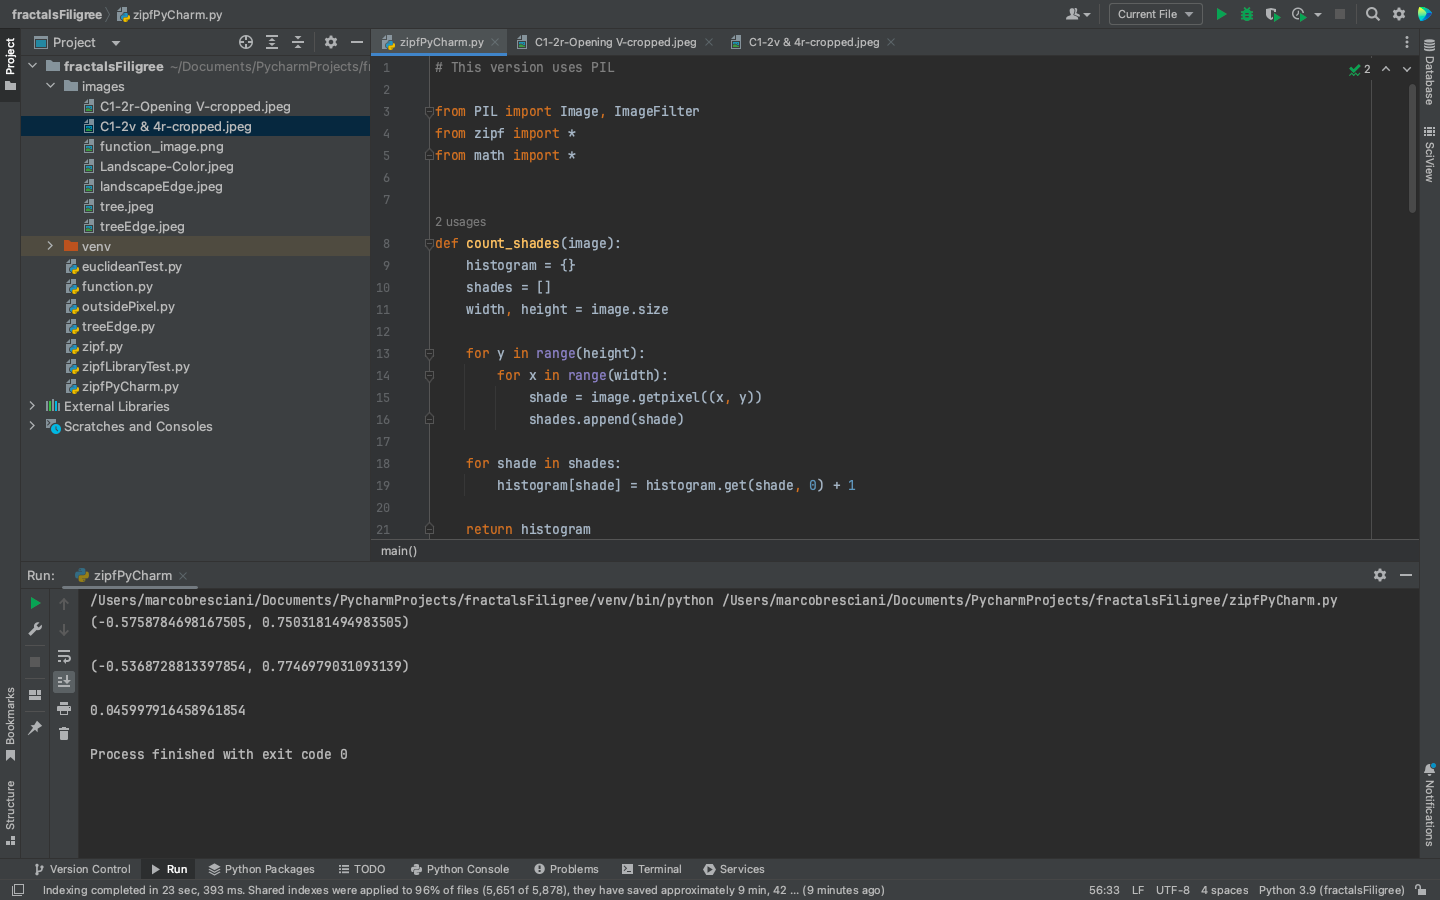 fractalsFiligree
zipfPyCharm.py
Current File
Project
zipfPyCharm.py
C1-2r-Opening V-cropped.jpeg
C1-2v & 4r-cropped.jpeg
Project
fractalsFiligree ~/Documents/PycharmProjects/f
images
C1-2r-Opening V-cropped.jpeg
C1-2v & 4r-cropped.jpeg
function_image.png
Landscape-Color.jpeg
landscapeEdge.jpeg
tree.jpeg
treeEdge.jpeg
venv
euclideanTest.py
function.py
outsidePixel.py
treeEdge.py
zipf.py
zipfLibraryTest.py
zipfPyCharm.py
External Libraries
Scratches and Consoles
1 # This version uses PIL
2
2
3 from PIL import Image, ImageFilter
4 from zipf import *
5 from math import *
6
7
2 usages
8 def count_shades(image):
9 histogram = {}
10 shades = []
11 width, height = image.size
12
13 for y in range(height):
14 for x in range(width):
15 shade = image.getpixel((x, y))
16 shades.append(shade)
17
18 for shade in shades:
19 histogram[shade] = histogram.get(shade, 0) + 1
20
21 return histogram
main()
Database
SciView
Notifications
Bookmarks
Structure
Run:
zipfPyCharm
/Users/marcobresciani/Documents/PycharmProjects/fractalsFiligree/venv/bin/python /Users/marcobresciani/Documents/PycharmProjects/fractalsFiligree/zipfPyCharm.py
(-0.5758784698167505, 0.7503181494983505)
(-0.5368728813397854, 0.7746979031093139)
0.045997916458961854
Process finished with exit code 0
Version Control
Run
Python Packages
TODO
Python Console
Problems
Terminal
Services
Indexing completed in 23 sec, 393 ms. Shared indexes were applied to 96% of files (5,651 of 5,878), they have saved approximately 9 min, 42 ... (9 minutes ago)
56:33 LF UTF-8 4 spaces Python 3.9 (fractalsFiligree)